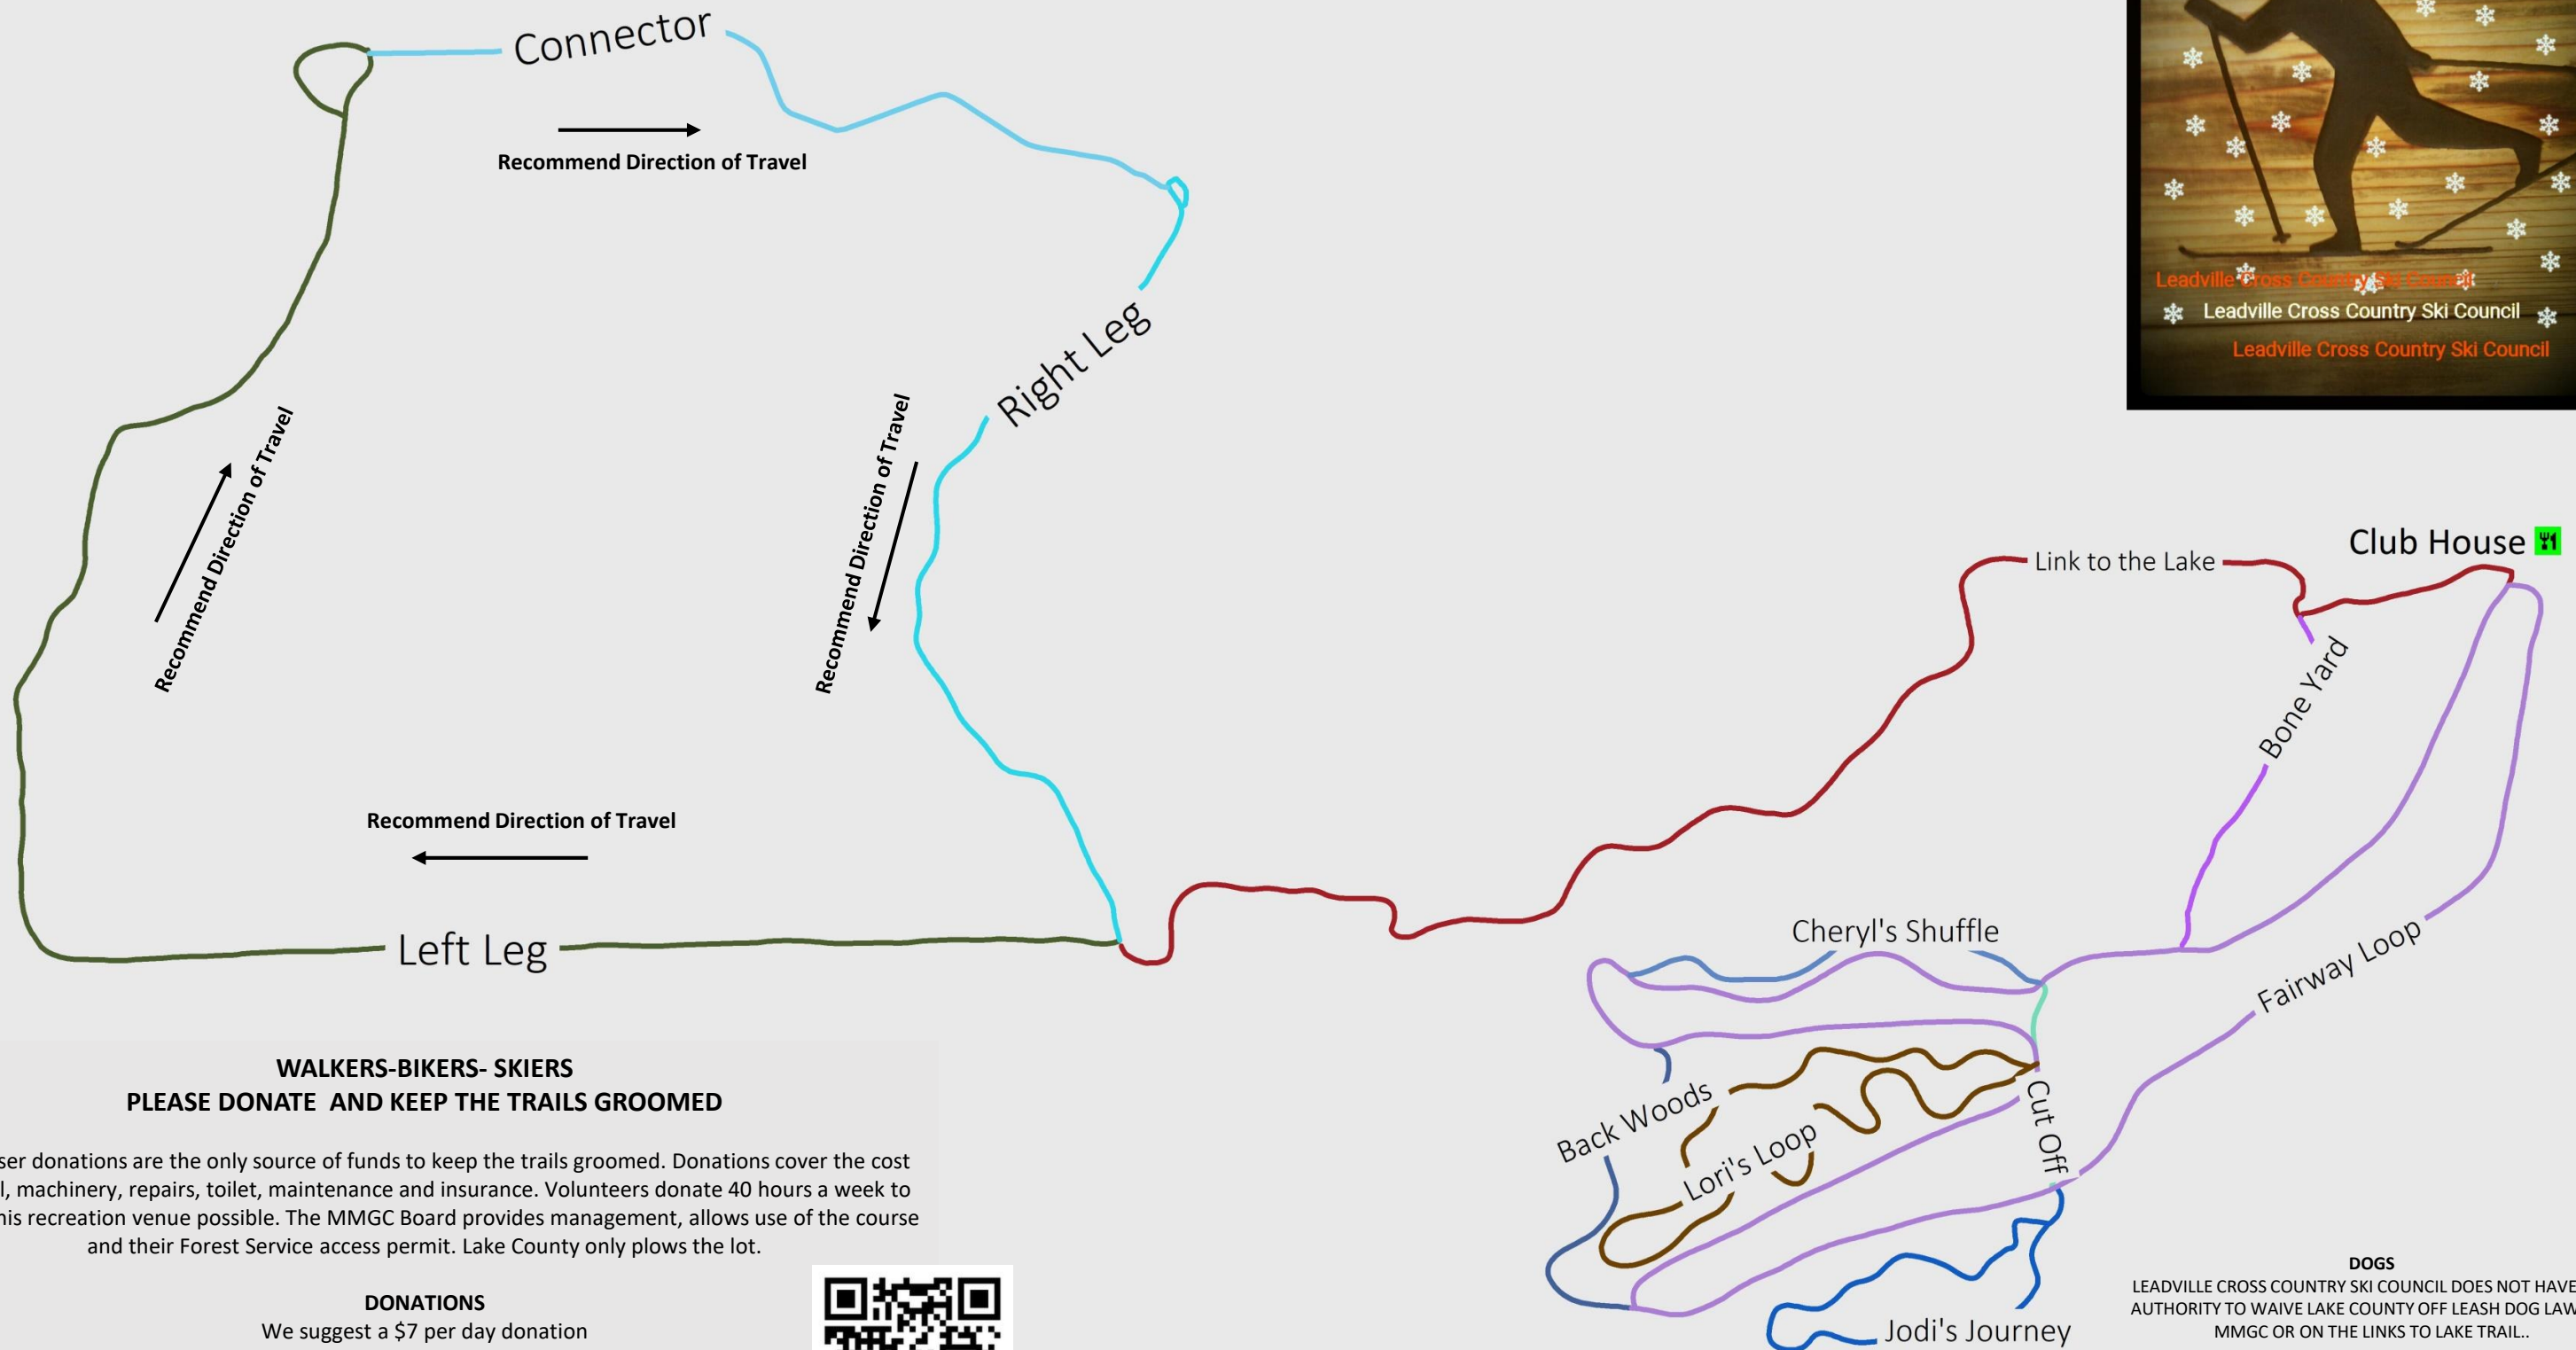 Connector
Recommend Direction of Travel
Right Leg
Recommend Direction of Travel
Recommend Direction of Travel
Recommend Direction of Travel
Left Leg
Leadville Cross Country Ski Council
Leadville Cross Country Ski Council
Leadville Cross Country Ski Council
Club House
Link to the Lake
Bone Yard
Cheryl's Shuffle
Fairway Loop
Back Woods
Cut Off
Lori's Loop
Jodi's Journey
WALKERS-BIKERS- SKIERS
PLEASE DONATE AND KEEP THE TRAILS GROOMED
ser donations are the only source of funds to keep the trails groomed. Donations cover the cost
l, machinery, repairs, toilet, maintenance and insurance. Volunteers donate 40 hours a week to
his recreation venue possible. The MMGC Board provides management, allows use of the course
and their Forest Service access permit. Lake County only plows the lot.
DONATIONS
We suggest a $7 per day donation
DOGS
LEADVILLE CROSS COUNTRY SKI COUNCIL DOES NOT HAVE
AUTHORITY TO WAIVE LAKE COUNTY OFF LEASH DOG LAW
MMGC OR ON THE LINKS TO LAKE TRAIL..